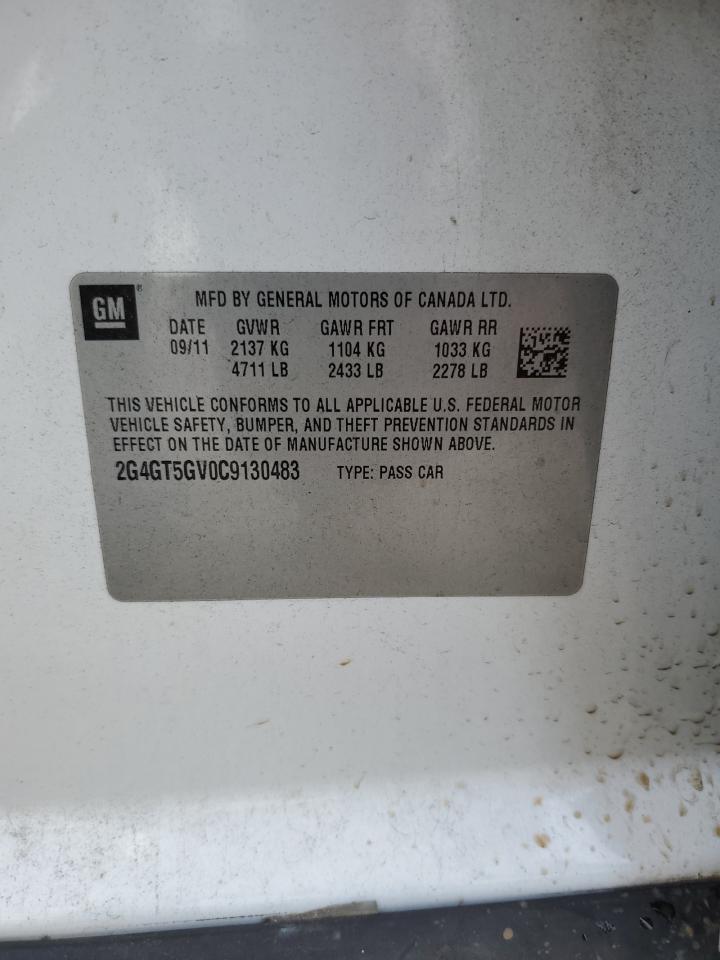 GM®
MFD BY GENERAL MOTORS OF CANADA LTD.
DATE GVWR GAWR FRT GAWR RR
09/11 2137 KG 1104 KG 1033 KG
4711 LB 2433 LB 2278 LB
THIS VEHICLE CONFORMS TO ALL APPLICABLE U.S. FEDERAL MOTOR
VEHICLE SAFETY, BUMPER, AND THEFT PREVENTION STANDARDS IN
EFFECT ON THE DATE OF MANUFACTURE SHOWN ABOVE.
2G4GT5GV0C9130483 TYPE: PASS CAR